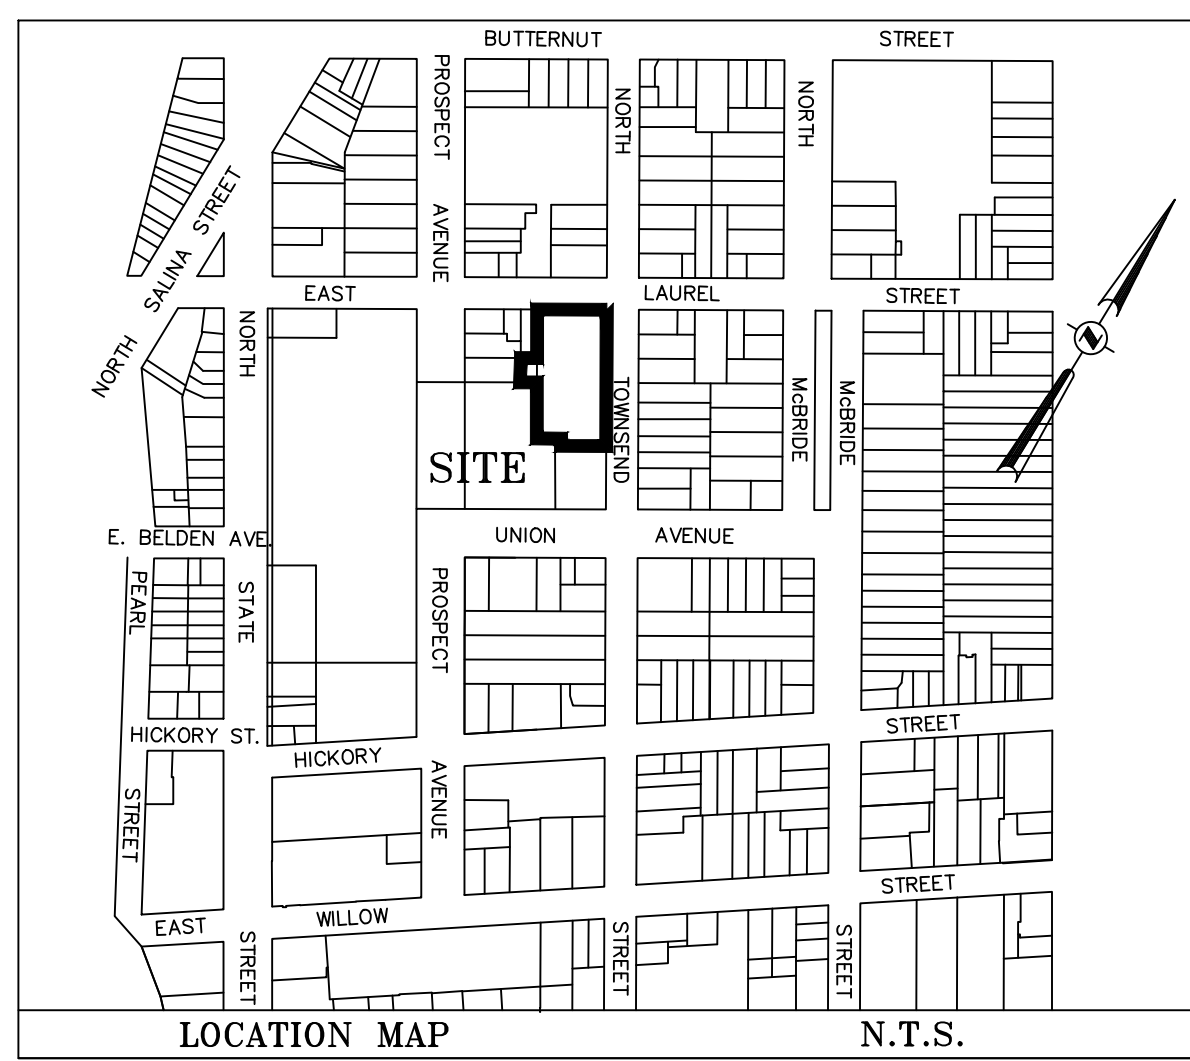 BUTTERNUT STREET
PROSPECT AVENUE
NORTH
NORTH
NORTH SALINA STREET
EAST LAUREL STREET
NORTH
TOWNSEND
McBRIDE
McBRIDE
SITE
N
E. BELDEN AVE.
UNION AVENUE
PEARL
STATE
PROSPECT
HICKORY ST.
HICKORY STREET
AVENUE
STREET
EAST WILLOW STREET
STREET
STREET
STREET
LOCATION MAP N.T.S.